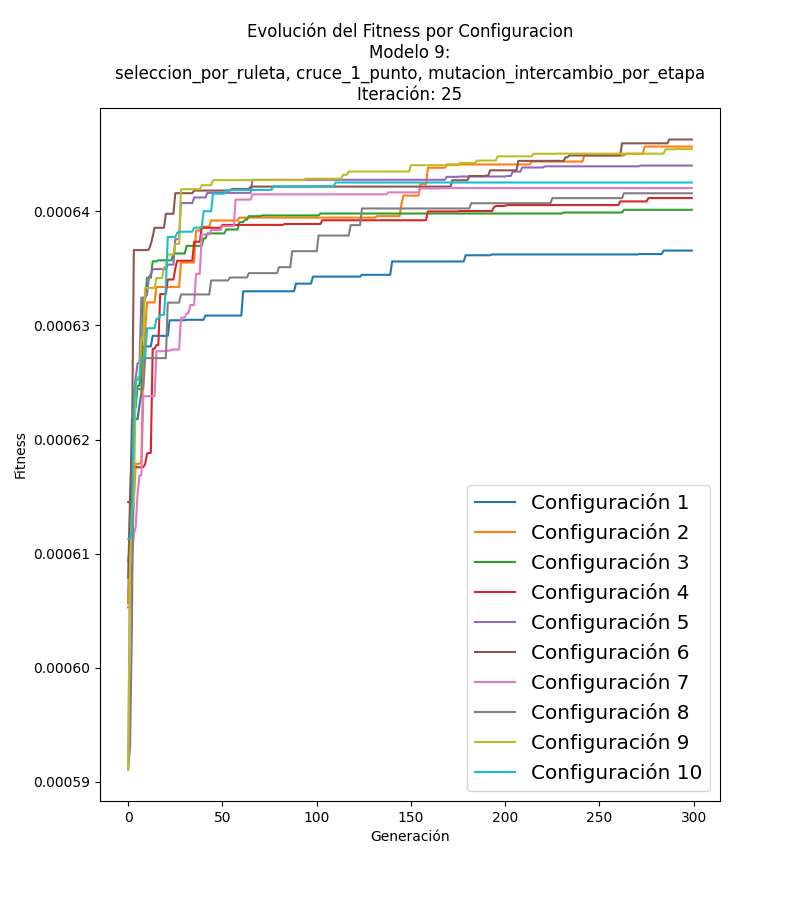 Evolución del Fitness por Configuracion
Modelo 9:
seleccion_por_ruleta, cruce_1_punto, mutacion_intercambio_por_etapa
Iteración: 25
0.00064
0.00063
0.00062
0.00061
0.00060
0.00059
Fitness
Configuración 1
Configuración 2
Configuración 3
Configuración 4
Configuración 5
Configuración 6
Configuración 7
Configuración 8
Configuración 9
Configuración 10
0 50 100 150 200 250 300
Generación